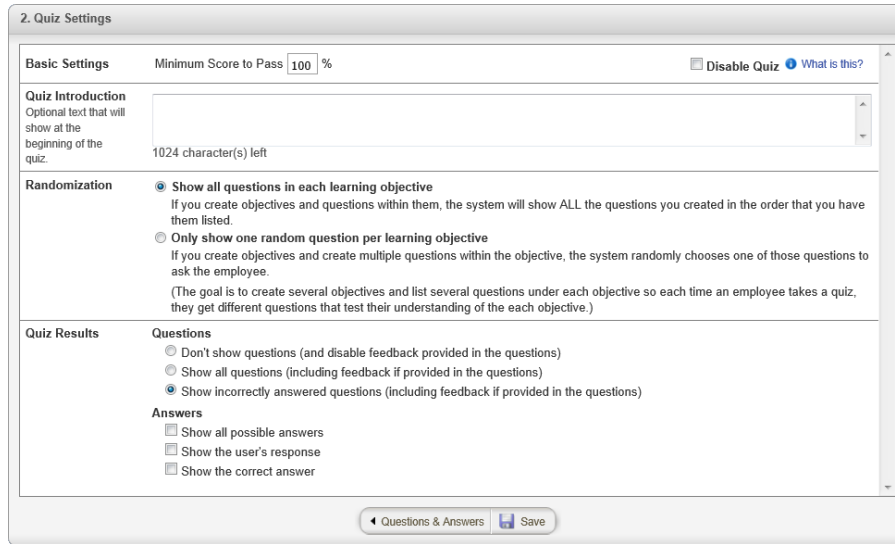 2. Quiz Settings
Basic Settings
Minimum Score to Pass 100 %
Disable Quiz What is this?
Quiz Introduction
Optional text that will
show at the
beginning of the
quiz.
1024 character(s) left
Randomization
Show all questions in each learning objective
If you create objectives and questions within them, the system will show ALL the questions you created in the order that you have
them listed.
Only show one random question per learning objective
If you create objectives and create multiple questions within the objective, the system randomly chooses one of those questions to
ask the employee.
(The goal is to create several objectives and list several questions under each objective so each time an employee takes a quiz,
they get different questions that test their understanding of the each objective.)
Quiz Results
Questions
Don't show questions (and disable feedback provided in the questions)
Show all questions (including feedback if provided in the questions)
Show incorrectly answered questions (including feedback if provided in the questions)
Answers
Show all possible answers
Show the user's response
Show the correct answer
Questions & Answers
Save